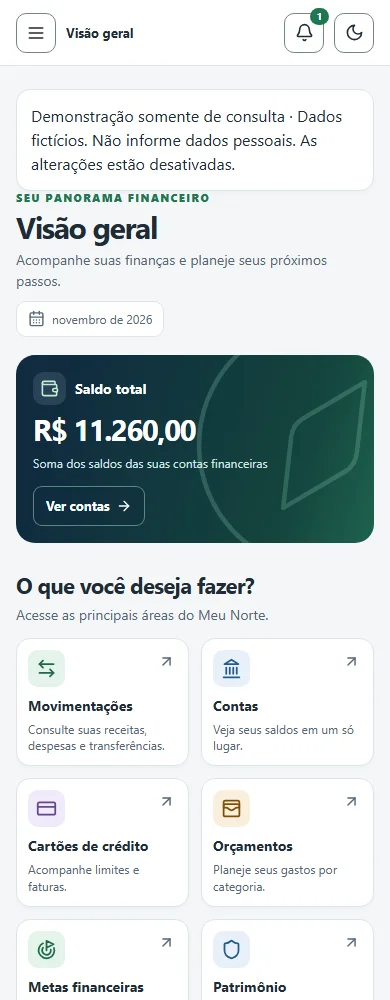 Visão geral
1
Demonstração somente de consulta · Dados
fictícios. Não informe dados pessoais. As
alterações estão desativadas.
SEU PANORAMA FINANCEIRO
Visão geral
Acompanhe suas finanças e planeje seus próximos
passos.
novembro de 2026
Saldo total
R$ 11.260,00
Soma dos saldos das suas contas financeiras
Ver contas
O que você deseja fazer?
Acesse as principais áreas do Meu Norte.
Movimentações
Consulte suas receitas,
despesas e transferências.
Contas
Veja seus saldos em um só
lugar.
Cartões de crédito
Acompanhe limites e
faturas.
Orçamentos
Planeje seus gastos por
categoria.
Metas financeiras
Patrimônio